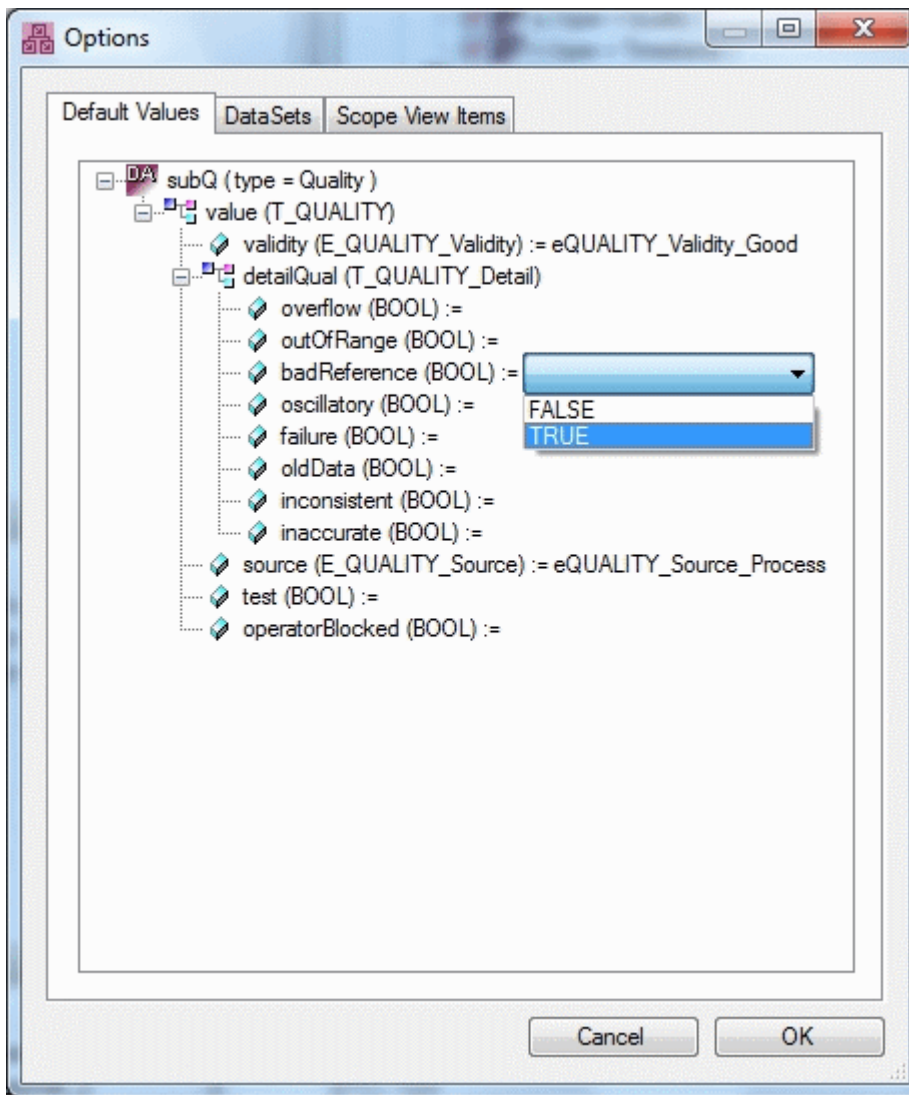 Options
Default Values DataSets Scope View Items
DA subQ ( type = Quality )
value (T_QUALITY)
validity (E_QUALITY_Validity) := eQUALITY_Validity_Good
detailQual (T_QUALITY_Detail)
overflow (BOOL) :=
outOfRange (BOOL) :=
badReference (BOOL) :=
oscillatory (BOOL) :=
FALSE
failure (BOOL) :=
TRUE
oldData (BOOL) :=
inconsistent (BOOL) :=
inaccurate (BOOL) :=
source (E_QUALITY_Source) := eQUALITY_Source_Process
test (BOOL) :=
operatorBlocked (BOOL) :=
Cancel OK